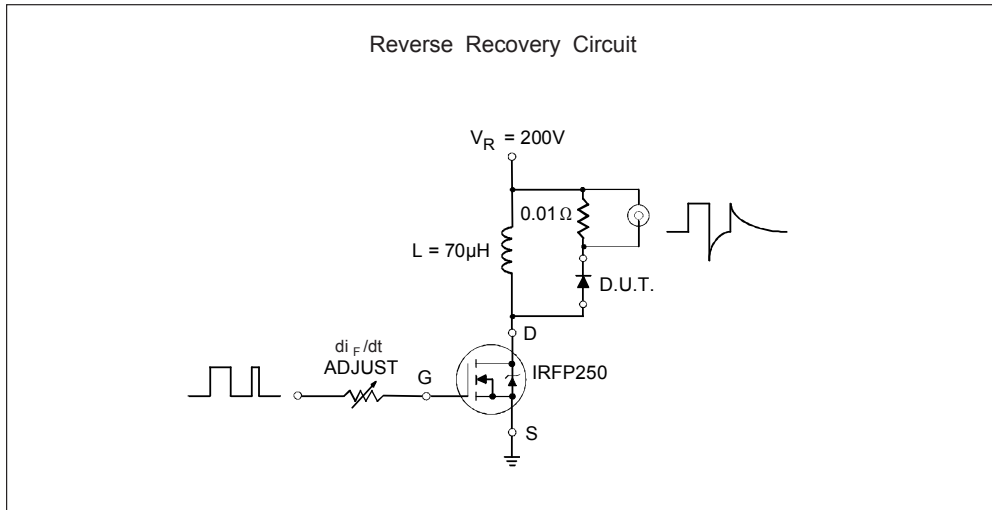 Reverse Recovery Circuit
V_R = 200V
0.01 Ω
L = 70µH
D.U.T.
di_F/dt
ADJUST
D
G
IRFP250
S